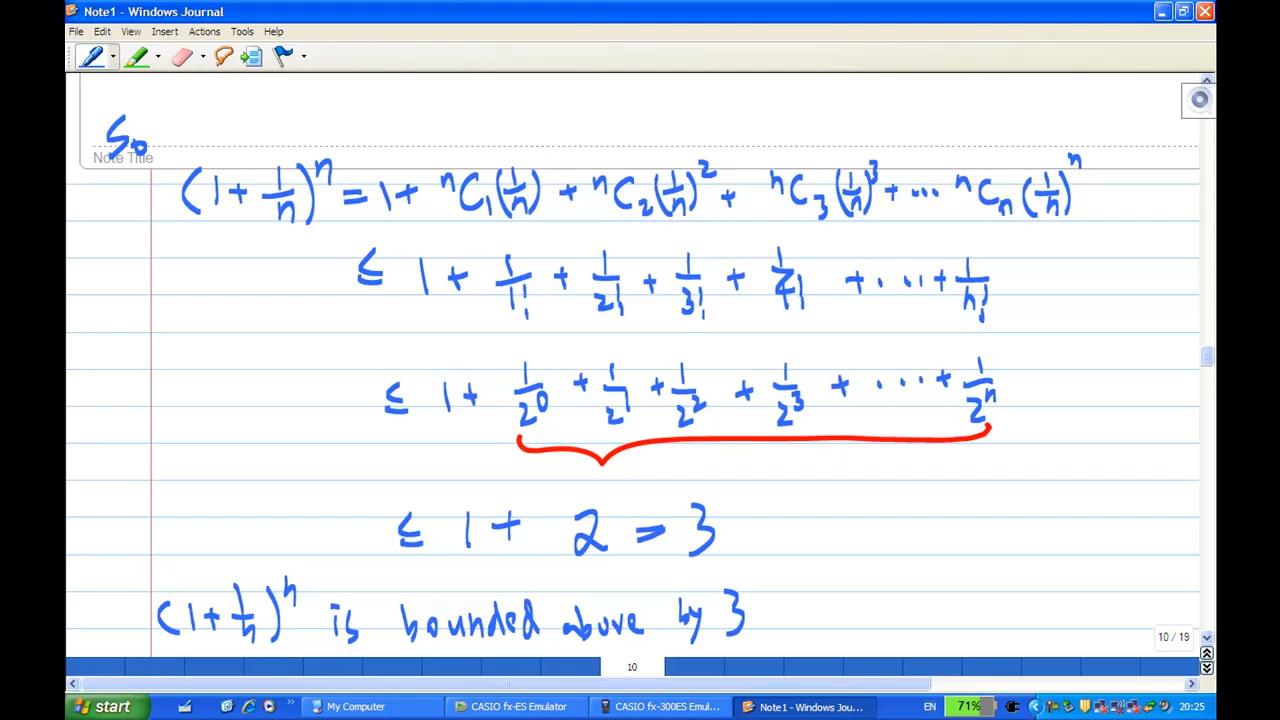 Note1 - Windows Journal
File Edit View Insert Actions Tools Help
So
Note Title
(1 + 1/n)^n = 1 + ⁿC₁(1/n) + ⁿC₂(1/n)² + ⁿC₃(1/n)³ + ... ⁿCₙ(1/n)^n
≤ 1 + 1/1! + 1/2! + 1/3! + 1/4! + ... + 1/n!
≤ 1 + 1/2^0 + 1/2^1 + 1/2^2 + 1/2^3 + ... + 1/2^n
≤ 1 + 2 = 3
(1 + 1/n)^n is bounded above by 3
10 / 19
10
start My Computer CASIO fx-ES Emulator CASIO fx-300ES Emul... Note1 - Windows Jou... EN 71% 20:25